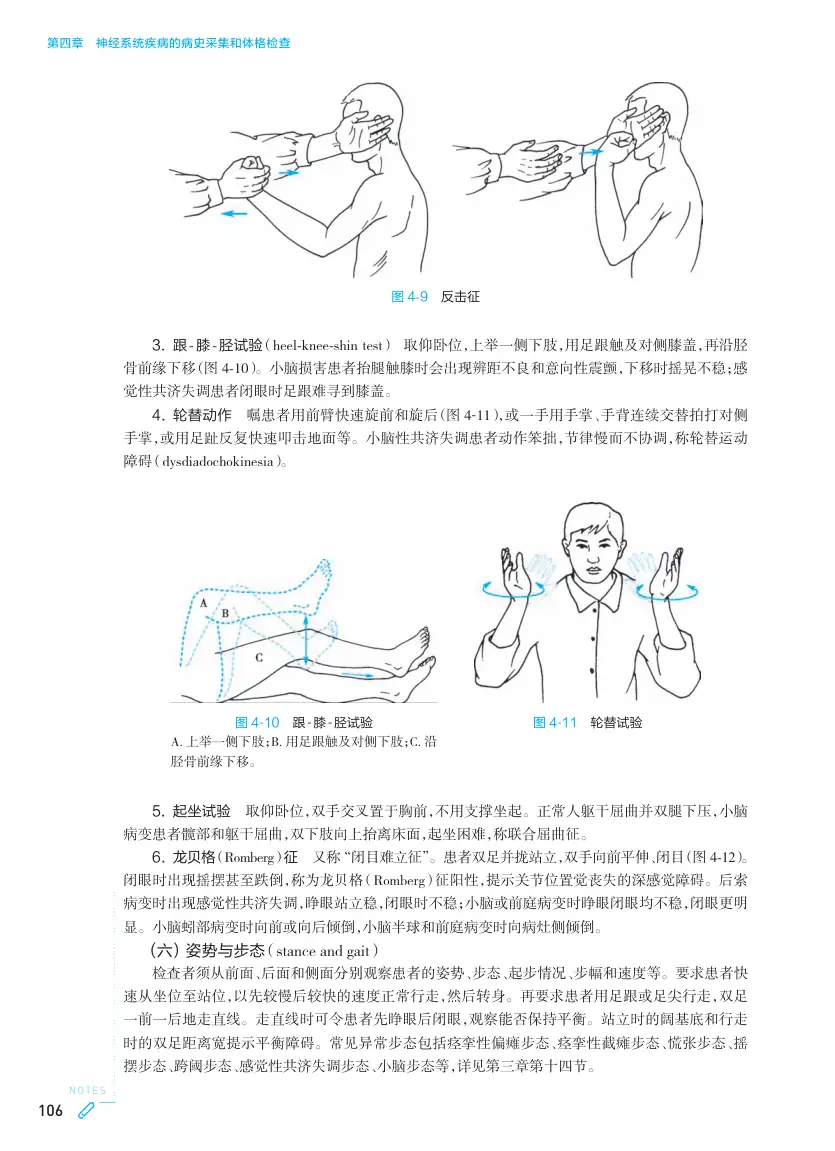 第四章　神经系统疾病的病史采集和体格检查
图 4-9　反击征
3. 跟-膝-胫试验(heel-knee-shin test)　取仰卧位,上举一侧下肢,用足跟触及对侧膝盖,再沿胫
骨前缘下移(图 4-10)。小脑损害患者抬腿触膝时会出现辨距不良和意向性震颤,下移时摇晃不稳;感
觉性共济失调患者闭眼时足跟难寻到膝盖。
4. 轮替动作　嘱患者用前臂快速旋前和旋后(图 4-11),或一手用手掌、手背连续交替拍打对侧
手掌,或用足趾反复快速叩击地面等。小脑性共济失调患者动作笨拙,节律慢而不协调,称轮替运动
障碍(dysdiadochokinesia)。
A
B
C
图 4-10　跟-膝-胫试验
A. 上举一侧下肢;B. 用足跟触及对侧下肢;C. 沿
胫骨前缘下移。
图 4-11　轮替试验
5. 起坐试验　取仰卧位,双手交叉置于胸前,不用支撑坐起。正常人躯干屈曲并双腿下压,小脑
病变患者髋部和躯干屈曲,双下肢向上抬离床面,起坐困难,称联合屈曲征。
6. 龙贝格(Romberg)征　又称“闭目难立征”。患者双足并拢站立,双手向前平伸、闭目(图 4-12)。
闭眼时出现摇摆甚至跌倒,称为龙贝格(Romberg)征阳性,提示关节位置觉丧失的深感觉障碍。后索
病变时出现感觉性共济失调,睁眼站立稳,闭眼时不稳;小脑或前庭病变时睁眼闭眼均不稳,闭眼更明
显。小脑蚓部病变时向前或向后倾倒,小脑半球和前庭病变时向病灶侧倾倒。
(六) 姿势与步态(stance and gait)
检查者须从前面、后面和侧面分别观察患者的姿势、步态、起步情况、步幅和速度等。要求患者快
速从坐位至站位,以先较慢后较快的速度正常行走,然后转身。再要求患者用足跟或足尖行走,双足
一前一后地走直线。走直线时可令患者先睁眼后闭眼,观察能否保持平衡。站立时的阔基底和行走
时的双足距离宽提示平衡障碍。常见异常步态包括痉挛性偏瘫步态、痉挛性截瘫步态、慌张步态、摇
摆步态、跨阈步态、感觉性共济失调步态、小脑步态等,详见第三章第十四节。
NOTES
106